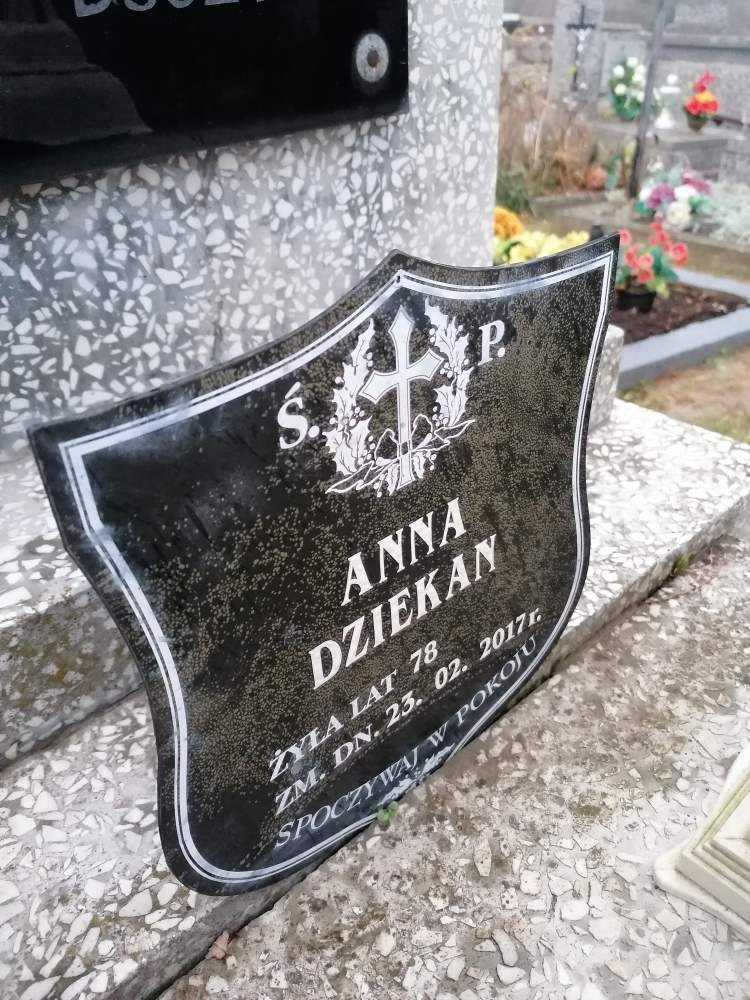 Ś. P.
ANNA
DZIEKAN
ŻYŁA LAT 78
ZM. DN. 23. 02. 2017r.
SPOCZYWAJ W POKOJU